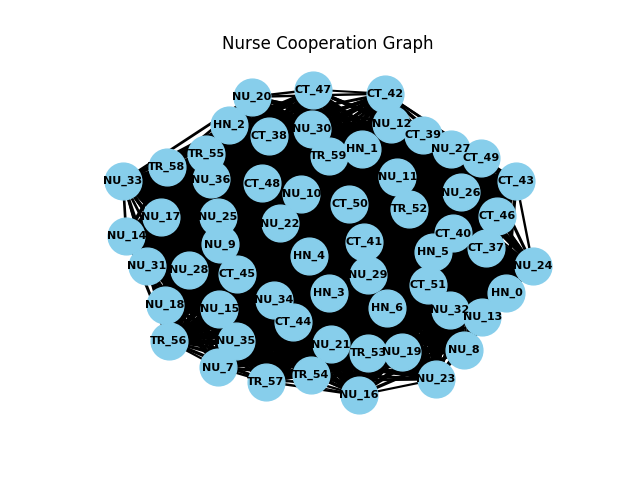 Nurse Cooperation Graph
CT_47
CT_42
NU_20
HN_2
NU_12
NU_30
CT_38
CT_39
HN_1
NU_27
TR_55
TR_59
CT_49
TR_58
NU_11
NU_36
NU_33
CT_43
CT_48
NU_26
NU_10
CT_50
TR_52
NU_17
NU_25
CT_46
NU_22
CT_40
NU_14
CT_41
NU_9
CT_37
HN_5
HN_4
NU_31
NU_24
NU_28
CT_45
NU_29
CT_51
HN_3
HN_0
NU_34
NU_18
HN_6
NU_15
NU_32
NU_13
CT_44
TR_56
NU_35
NU_21
NU_8
TR_53
NU_19
NU_7
TR_54
NU_23
TR_57
NU_16